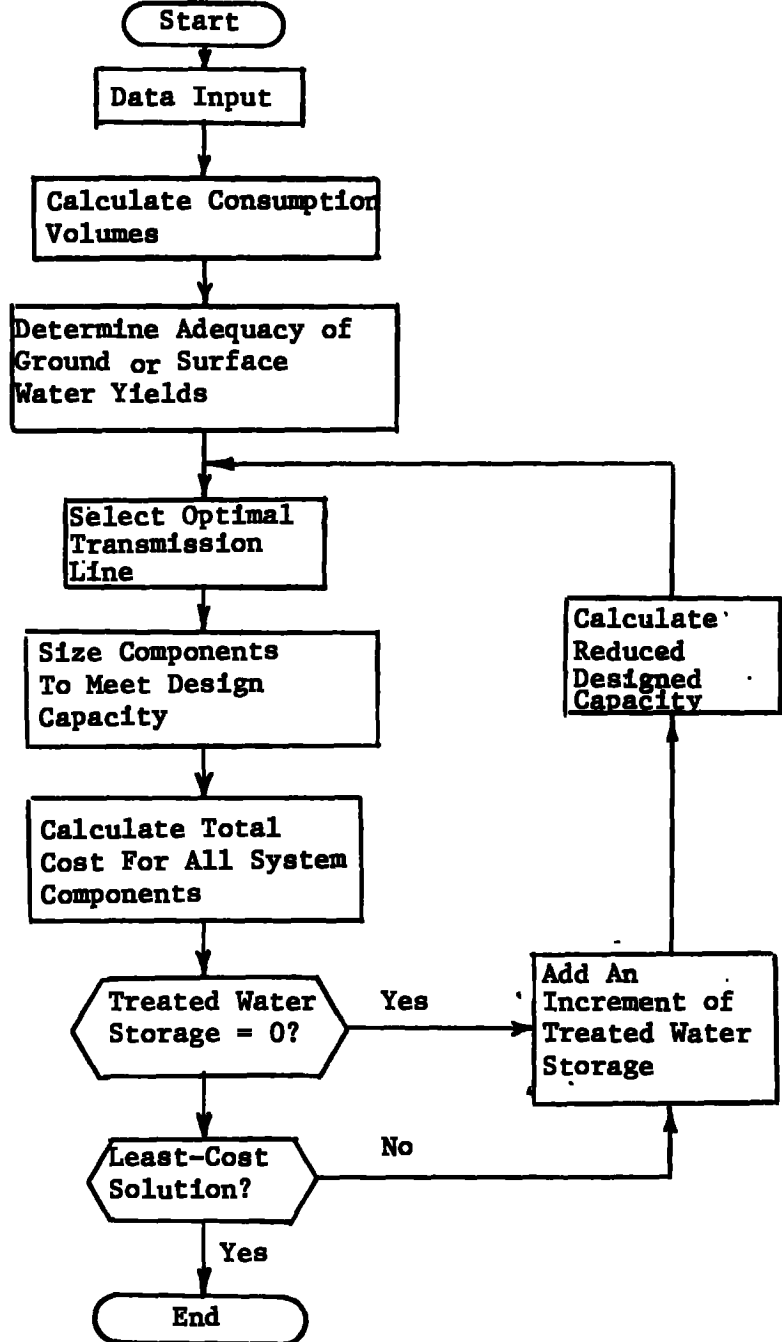 Start
Data Input
Calculate Consumption
Volumes
Determine Adequacy of
Ground or Surface
Water Yields
Select Optimal
Transmission
Line
Size Components
To Meet Design
Capacity
Calculate Total
Cost For All System
Components
Treated Water
Storage = 0?
Yes
Add An
Increment of
Treated Water
Storage
Calculate
Reduced
Designed
Capacity
Least-Cost
Solution?
No
Yes
End